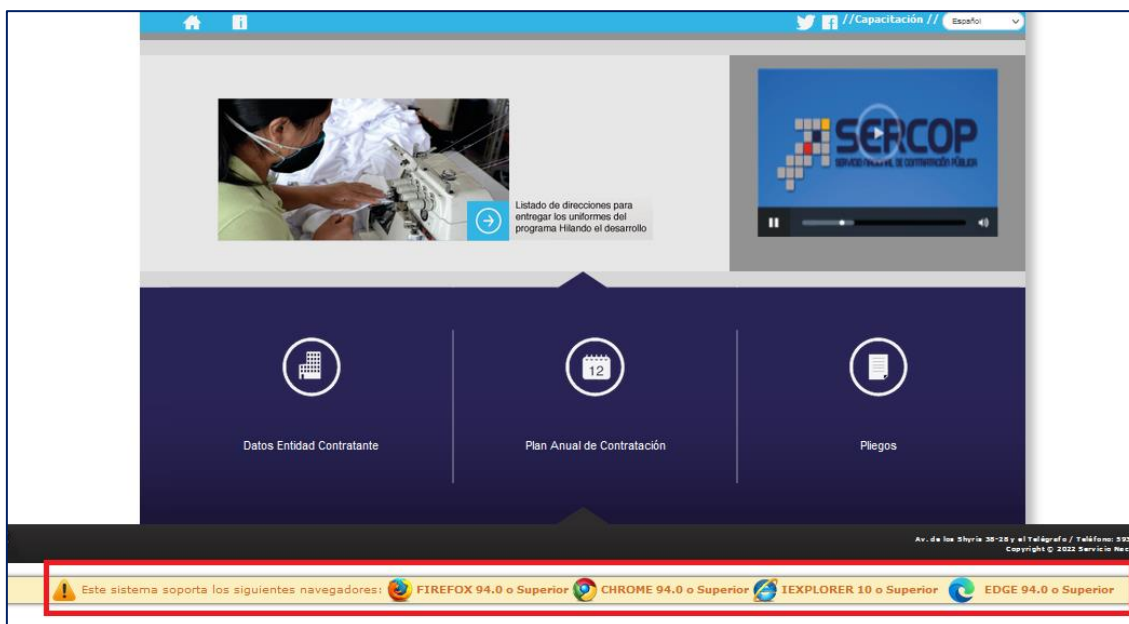 //Capacitación // Español
SERCOP
SERVICIO NACIONAL DE CONTRATACIÓN PÚBLICA
Listado de direcciones para
entregar los uniformes del
programa Hilando el desarrollo
12
Datos Entidad Contratante
Plan Anual de Contratación
Pliegos
Av. de los Shyris 38-28 y el Telégrafo / Teléfono: 593
Copyright © 2022 Servicio Nac
Este sistema soporta los siguientes navegadores: FIREFOX 94.0 o Superior CHROME 94.0 o Superior IEXPLORER 10 o Superior EDGE 94.0 o Superior